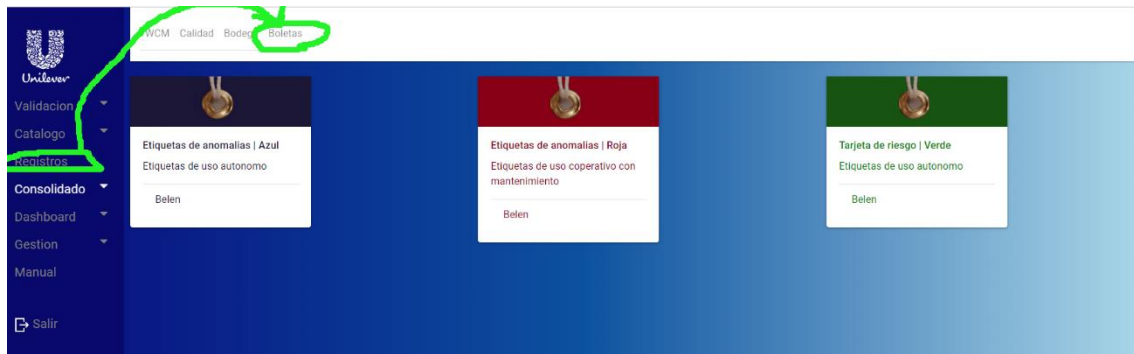 Unilever
Validacion
Catalogo
Registros
Consolidado
Dashboard
Gestion
Manual
Salir
WCM Calidad Bodega Boletas
Etiquetas de anomalias | Azul
Etiquetas de uso autonomo
Belen
Etiquetas de anomalias | Roja
Etiquetas de uso coperativo con
mantenimiento
Belen
Tarjeta de riesgo | Verde
Etiquetas de uso autonomo
Belen